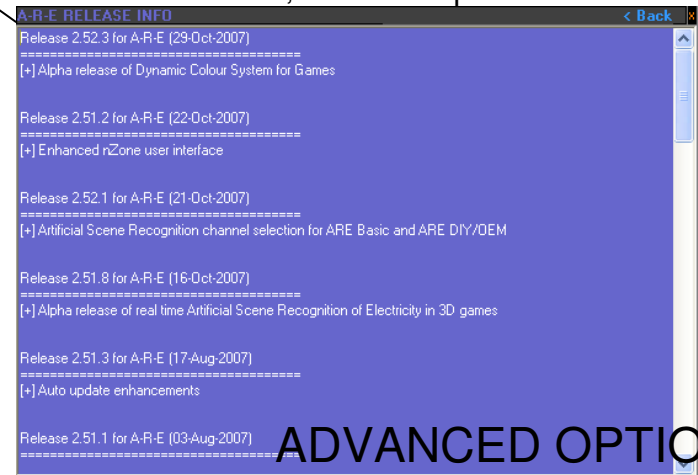 A-R-E RELEASE INFO < Back x
Release 2.52.3 for A-R-E (29-Oct-2007)
=====================================
[+] Alpha release of Dynamic Colour System for Games
Release 2.51.2 for A-R-E (22-Oct-2007)
=====================================
[+] Enhanced nZone user interface
Release 2.52.1 for A-R-E (21-Oct-2007)
=====================================
[+] Artificial Scene Recognition channel selection for ARE Basic and ARE DIY/OEM
Release 2.51.8 for A-R-E (16-Oct-2007)
=====================================
[+] Alpha release of real time Artificial Scene Recognition of Electricity in 3D games
Release 2.51.3 for A-R-E (17-Aug-2007)
=====================================
[+] Auto update enhancements
Release 2.51.1 for A-R-E (03-Aug-2007)
=====================================
ADVANCED OPTIO